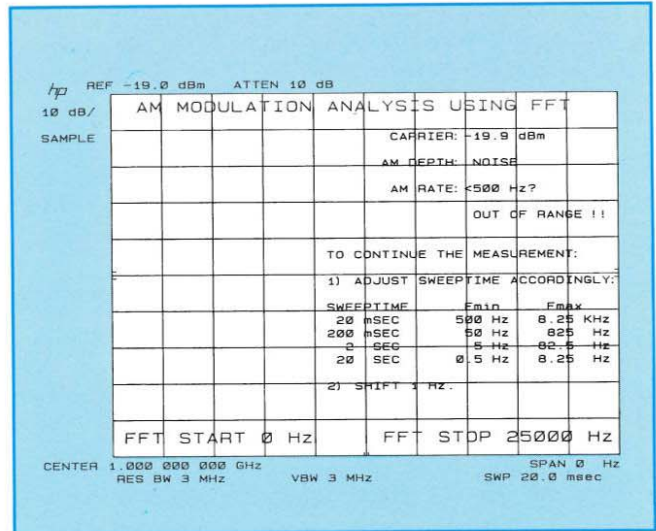 hp REF -19.0 dBm ATTEN 10 dB
10 dB/
AM MODULATION ANALYSIS USING FFT
SAMPLE
CARRIER: -19.9 dBm
AM DEPTH: NOISE
AM RATE: <500 Hz?
OUT OF RANGE !!
TO CONTINUE THE MEASUREMENT:
1) ADJUST SWEEPTIME ACCORDINGLY:
SWEEPTIME Fmin Fmax
20 mSEC 500 Hz 8.25 KHz
200 mSEC 50 Hz 825 Hz
2 SEC 5 Hz 82.5 Hz
20 SEC 0.5 Hz 8.25 Hz
2) SHIFT 1 HZ.
FFT START 0 Hz FFT STOP 25000 Hz
CENTER 1.000 000 000 GHz SPAN 0 Hz
RES BW 3 MHz VBW 3 MHz SWP 20.0 msec